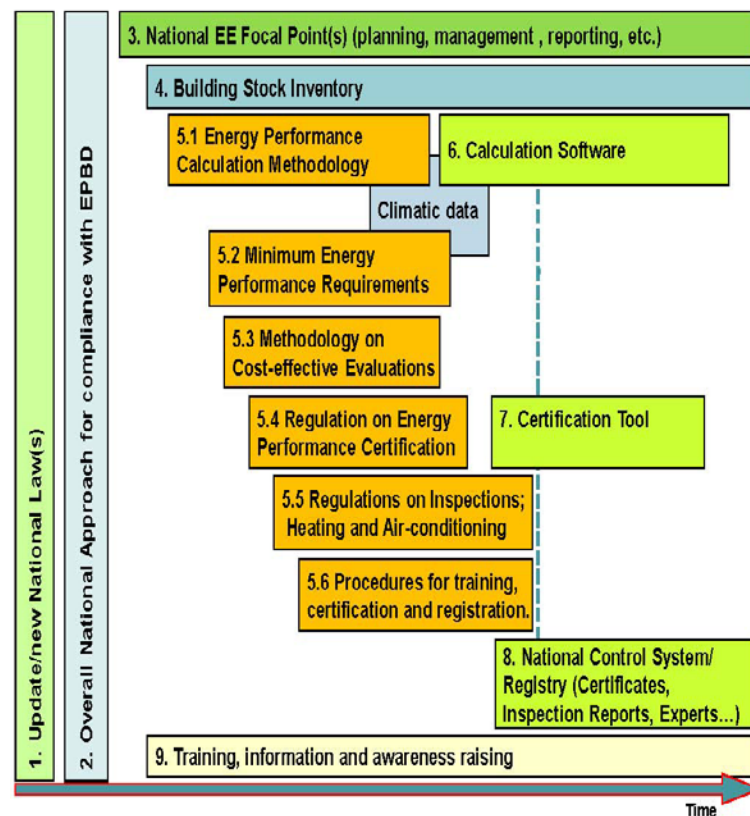 1. Update/new National Law(s)
2. Overall National Approach for compliance with EPBD
3. National EE Focal Point(s) (planning, management , reporting, etc.)
4. Building Stock Inventory
5.1 Energy Performance
Calculation Methodology
6. Calculation Software
Climatic data
5.2 Minimum Energy
Performance Requirements
5.3 Methodology on
Cost-effective Evaluations
5.4 Regulation on Energy
Performance Certification
7. Certification Tool
5.5 Regulations on Inspections;
Heating and Air-conditioning
5.6 Procedures for training,
certification and registration.
8. National Control System/
Registry (Certificates,
Inspection Reports, Experts...)
9. Training, information and awareness raising
Time